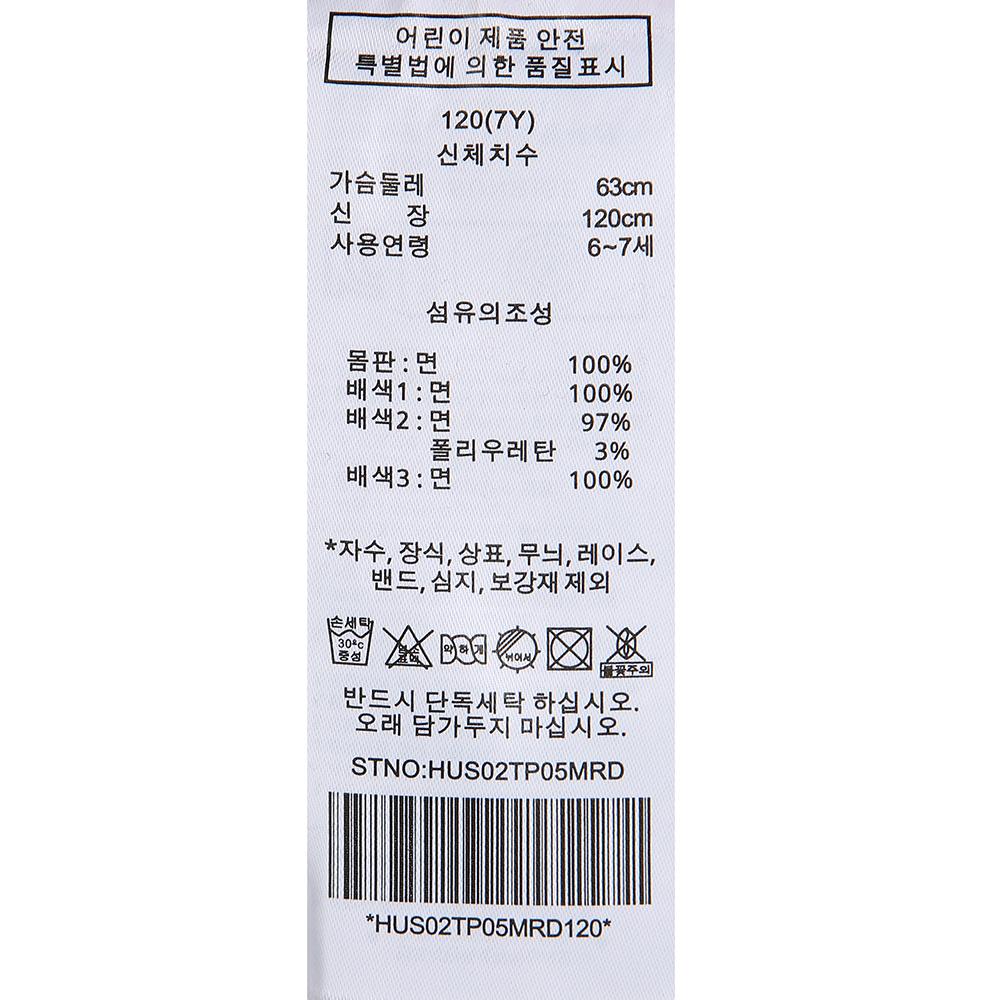 어린이 제품 안전
특별법에 의한 품질표시
120(7Y)
신체치수
가슴둘레 63cm
신 장 120cm
사용연령 6~7세
섬유의조성
몸판 : 면 100%
배색1 : 면 100%
배색2 : 면 97%
폴리우레탄 3%
배색3 : 면 100%
*자수, 장식, 상표, 무늬, 레이스,
밴드, 심지, 보강재 제외
손세탁
30ºc
중성
약하게
뉘어서
불꽃주의
반드시 단독세탁 하십시오.
오래 담가두지 마십시오.
STNO:HUS02TP05MRD
*HUS02TP05MRD120*